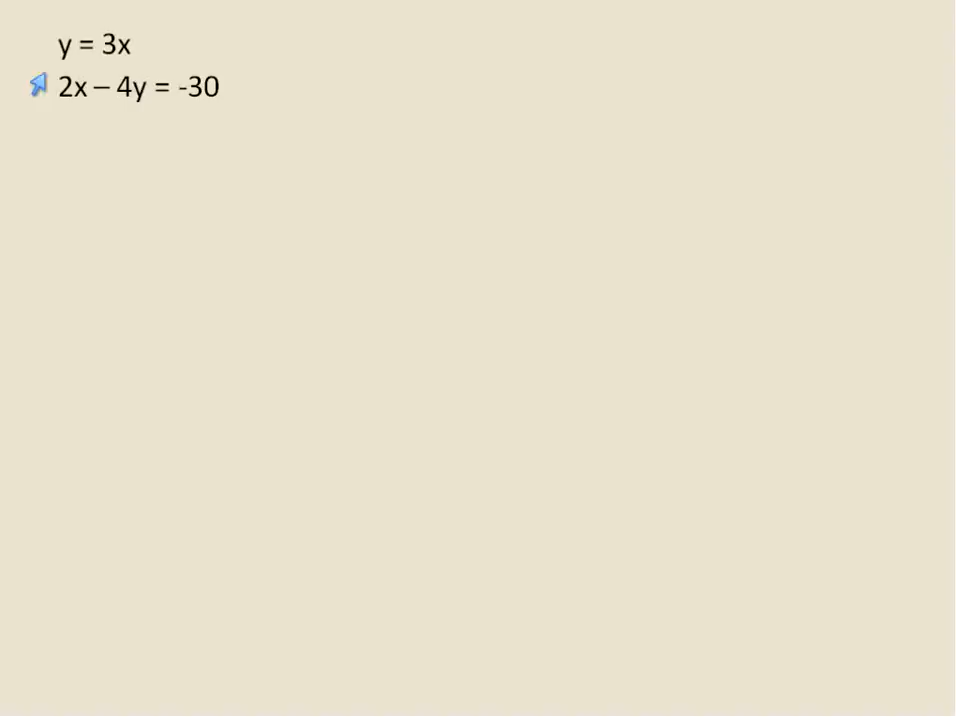 y = 3x
2x – 4y = -30